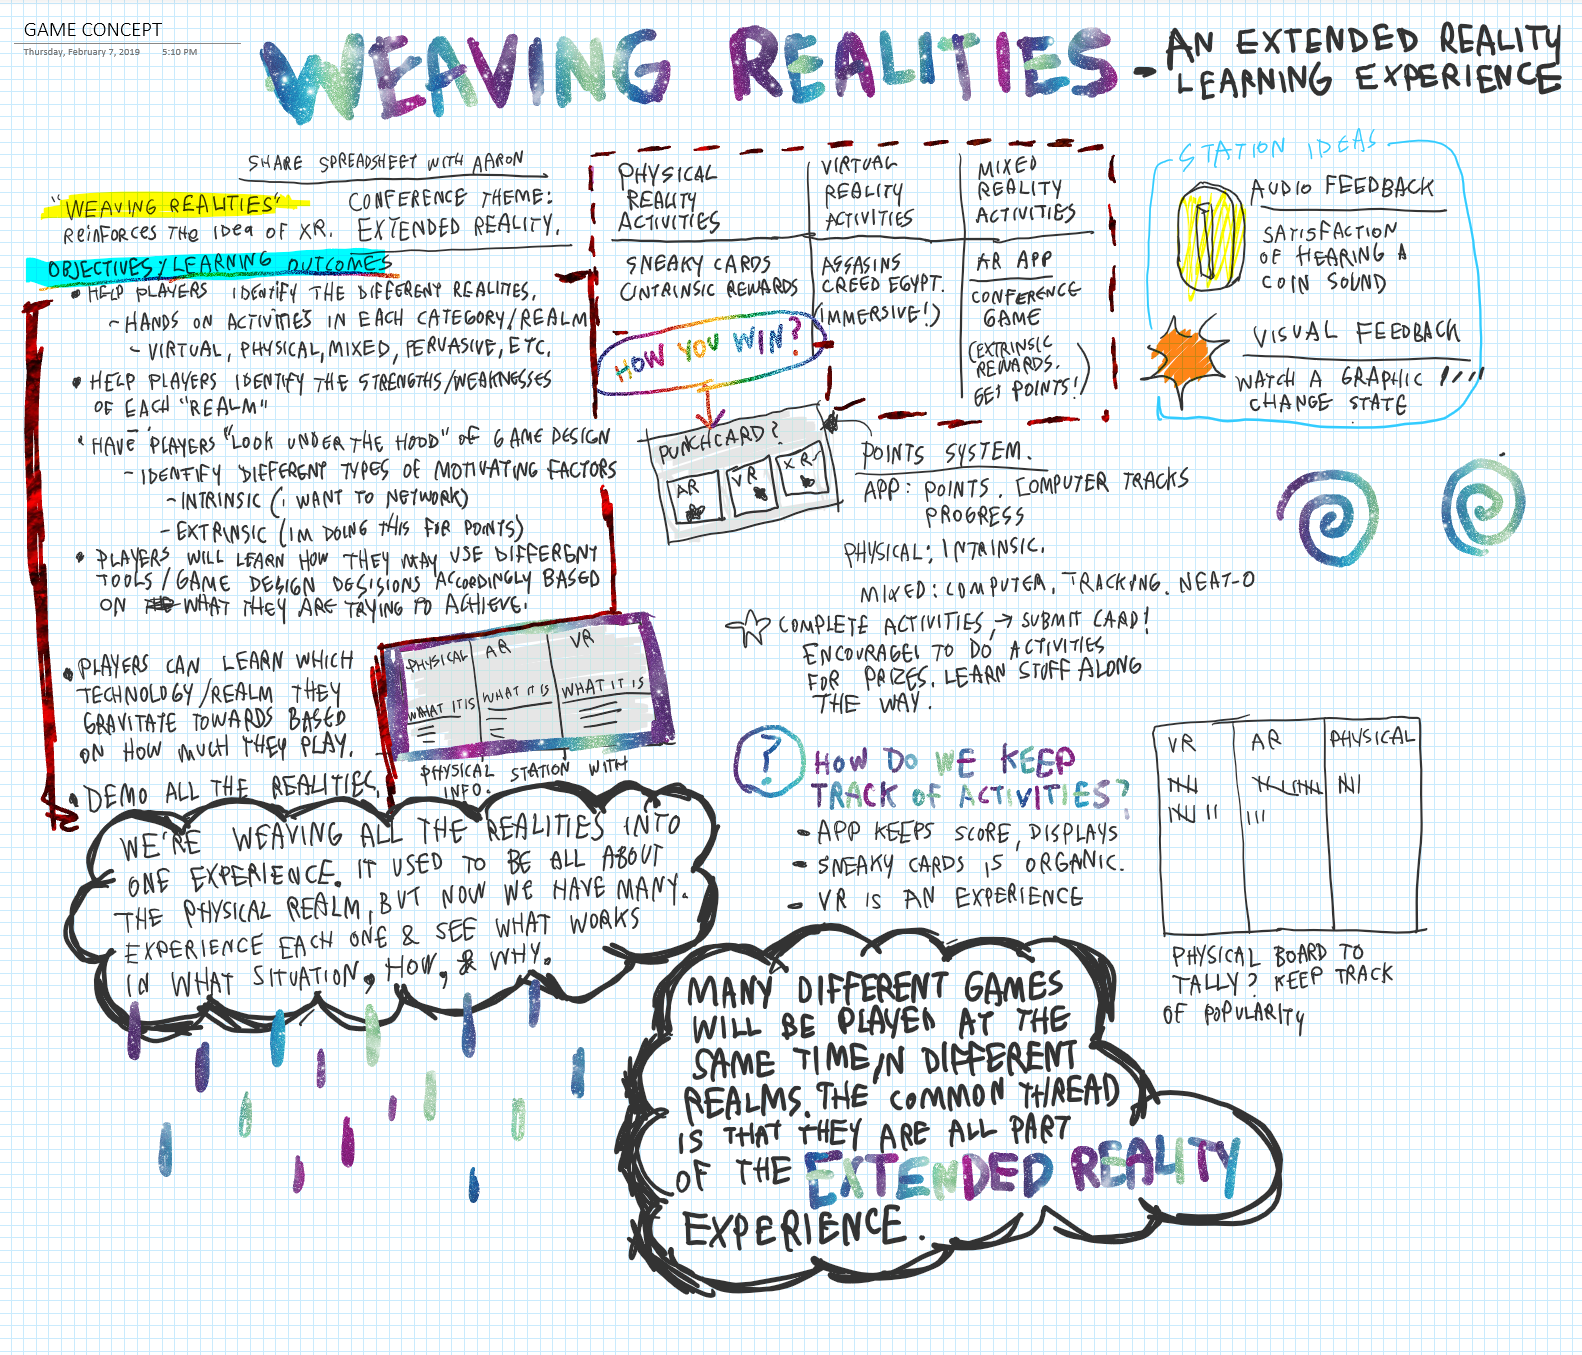 GAME CONCEPT
Thursday, February 7, 2019 5:10 PM
WEAVING REALITIES - AN EXTENDED REALITY
LEARNING EXPERIENCE
SHARE SPREADSHEET WITH AARON
"WEAVING REALITIES"
REINFORCES THE IDEA OF XR.
CONFERENCE THEME:
EXTENDED REALITY.
OBJECTIVES/LEARNING OUTCOMES
• HELP PLAYERS IDENTIFY THE DIFFERENT REALITIES.
~ HANDS ON ACTIVITIES IN EACH CATEGORY/REALM
~ VIRTUAL, PHYSICAL, MIXED, PERVASIVE, ETC.
• HELP PLAYERS IDENTIFY THE STRENGTHS/WEAKNESSES
OF EACH "REALM"
• HAVE PLAYERS "LOOK UNDER THE HOOD" OF GAME DESIGN
~ IDENTIFY DIFFERENT TYPES OF MOTIVATING FACTORS
~ INTRINSIC (I WANT TO NETWORK)
- EXTRINSIC (IM DOING THIS FOR POINTS)
• PLAYERS WILL LEARN HOW THEY MAY USE DIFFERENT
TOOLS/GAME DESIGN DESISIONS ACCORDINGLY BASED
ON WHAT THEY ARE TRYING TO ACHIEVE.
• PLAYERS CAN LEARN WHICH
TECHNOLOGY/REALM THEY
GRAVITATE TOWARDS BASED
ON HOW MUCH THEY PLAY.
• DEMO ALL THE REALITIES.
PHYSICAL
REALITY
ACTIVITIES
VIRTUAL
REALITY
ACTIVITIES
MIXED
REALITY
ACTIVITIES
SNEAKY CARDS
INTRINSIC REWARDS
ASSASINS
CREED EGYPT.
(IMMERSIVE!)
AR APP
CONFERENCE
GAME
(EXTRINSIC
REWARDS.
GET POINTS!)
HOW YOU WIN?
PUNCHCARD?
AR VR XR
STATION IDEAS
AUDIO FEEDBACK
SATISFACTION
OF HEARING A
COIN SOUND
VISUAL FEEDBACK
WATCH A GRAPHIC
CHANGE STATE
POINTS SYSTEM.
APP: POINTS. COMPUTER TRACKS
PROGRESS
PHYSICAL: INTRINSIC.
MIXED: COMPUTER. TRACKING. NEAT-O
COMPLETE ACTIVITIES → SUBMIT CARD!
ENCOURAGE! TO DO ACTIVITIES
FOR PRIZES. LEARN STUFF ALONG
THE WAY.
PHYSICAL AR VR
WHAT IT IS WHAT IT IS WHAT IT IS
PHYSICAL STATION WITH
INFO.
? HOW DO WE KEEP
TRACK OF ACTIVITIES?
- APP KEEPS SCORE, DISPLAYS
- SNEAKY CARDS IS ORGANIC.
- VR IS AN EXPERIENCE
VR AR PHYSICAL
PHYSICAL BOARD TO
TALLY? KEEP TRACK
OF POPULARITY
WE'RE WEAVING ALL THE REALITIES INTO
ONE EXPERIENCE. IT USED TO BE ALL ABOUT
THE PHYSICAL REALM, BUT NOW WE HAVE MANY.
EXPERIENCE EACH ONE & SEE WHAT WORKS
IN WHAT SITUATION, HOW, & WHY.
MANY DIFFERENT GAMES
WILL BE PLAYED AT THE
SAME TIME, IN DIFFERENT
REALMS. THE COMMON THREAD
IS THAT THEY ARE ALL PART
OF THE EXTENDED REALITY
EXPERIENCE.